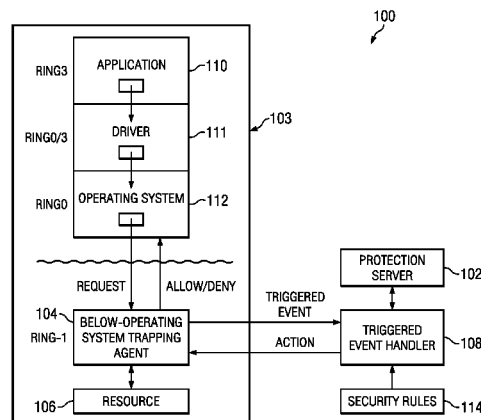 100
RING3
APPLICATION
110
103
RING0/3
DRIVER
111
RING0
OPERATING SYSTEM
112
REQUEST
ALLOW/DENY
PROTECTION
SERVER
102
104
RING-1
BELOW-OPERATING
SYSTEM TRAPPING
AGENT
TRIGGERED
EVENT
ACTION
TRIGGERED
EVENT HANDLER
108
106
RESOURCE
SECURITY RULES
114